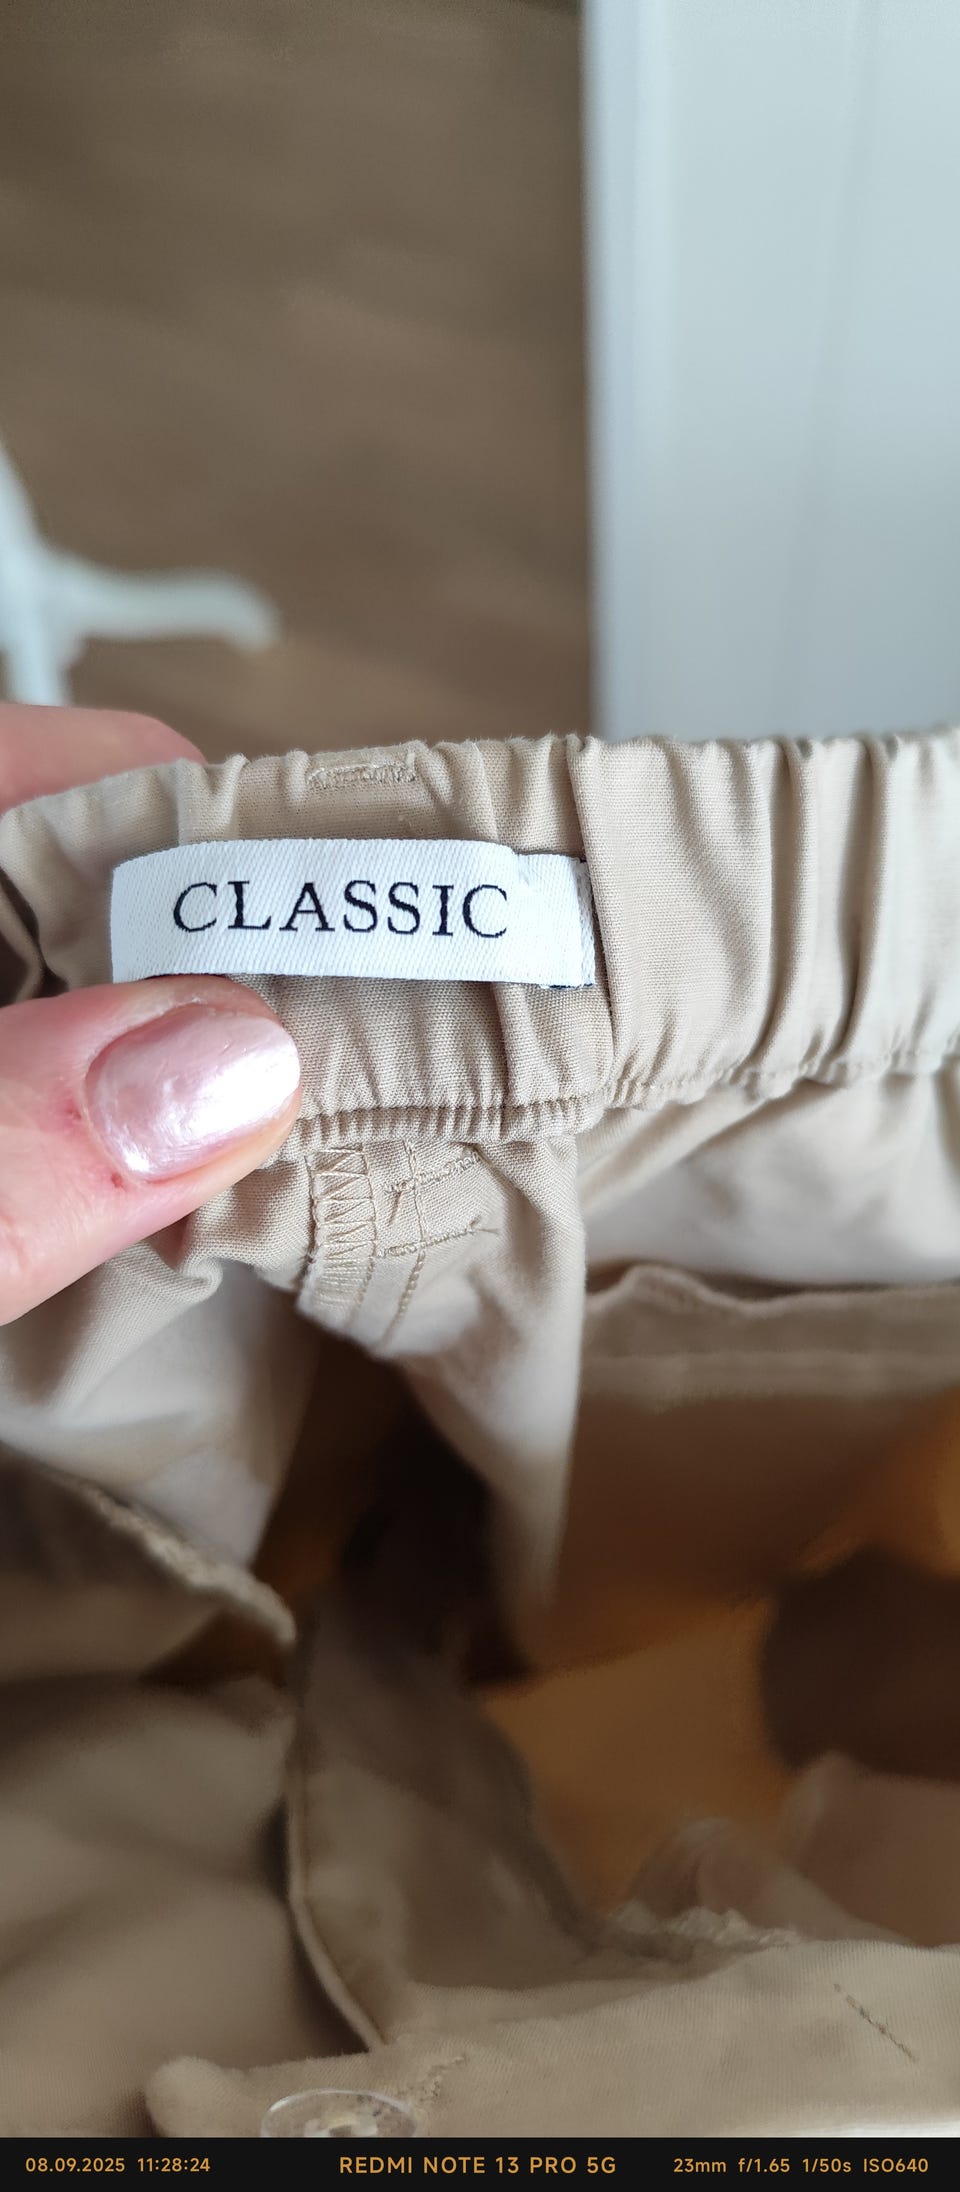 CLASSIC
08.09.2025 11:28:24
REDMI NOTE 13 PRO 5G
23mm f/1.65 1/50s ISO640